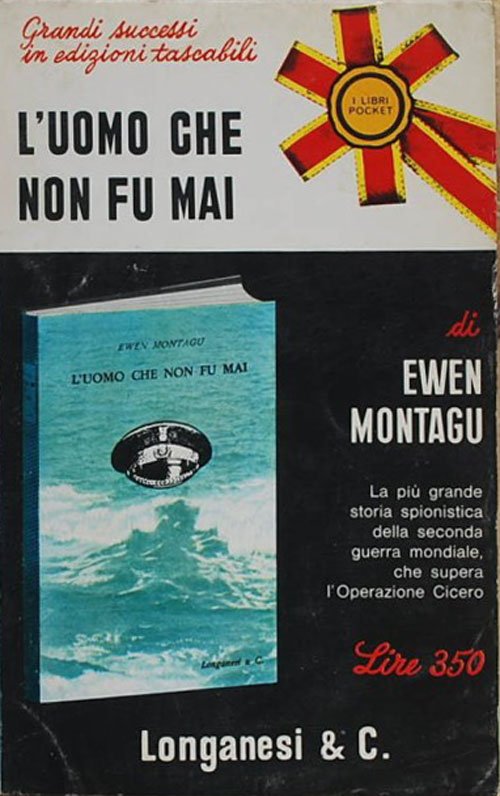 Grandi successi
in edizioni tascabili
I LIBRI
POCKET
L'UOMO CHE
NON FU MAI
EWEN MONTAGU
L'UOMO CHE NON FU MAI
Longanesi & C.
di
EWEN
MONTAGU
La più grande
storia spionistica
della seconda
guerra mondiale,
che supera
l'Operazione Cicero
Lire 350
Longanesi & C.